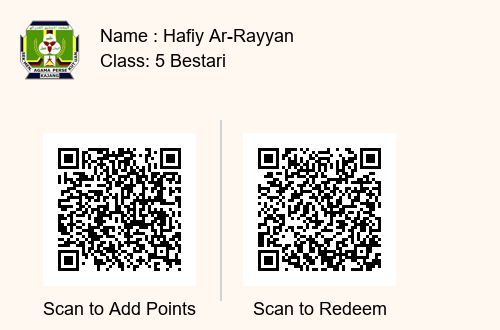 Name : Hafiy Ar-Rayyan
Class: 5 Bestari
AGAMA PERSE
KAJANG
Scan to Add Points
Scan to Redeem